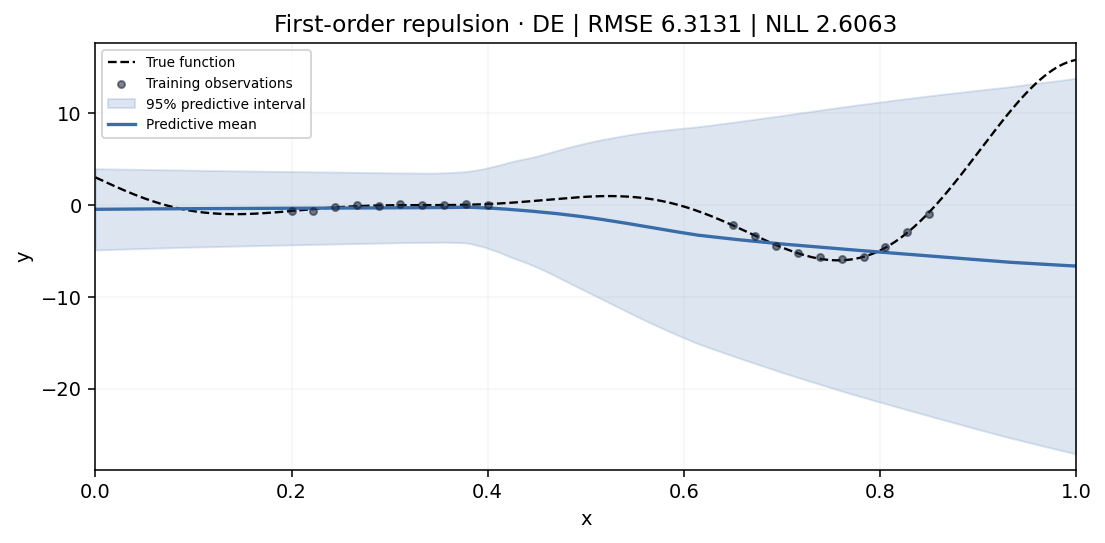 First-order repulsion · DE | RMSE 6.3131 | NLL 2.6063
True function
Training observations
95% predictive interval
Predictive mean
10
0
−10
−20
y
0.0 0.2 0.4 0.6 0.8 1.0
x